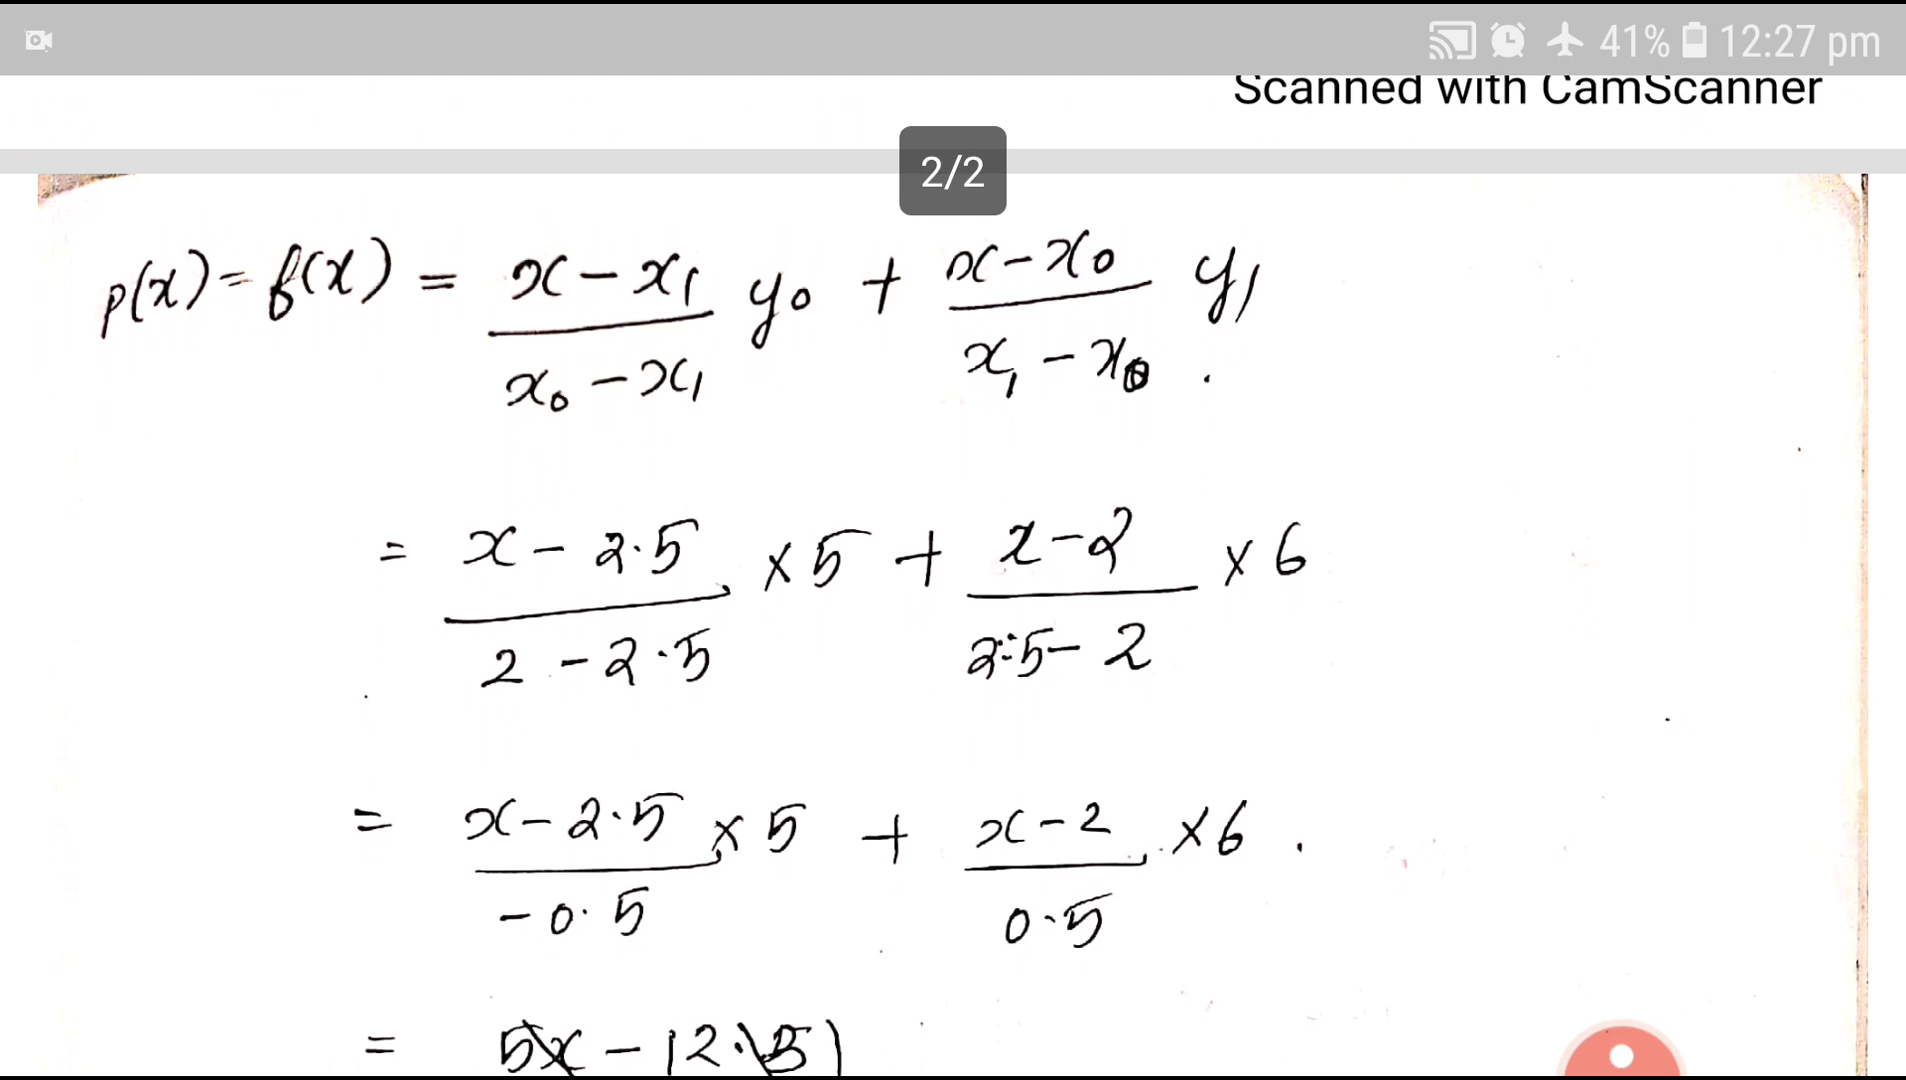 41% 12:27 pm
Scanned with CamScanner
2/2
p(x) = f(x) = x - x₁ / x₀ - x₁ y₀ + x - x₀ / x₁ - x₀ y₁ .
= x - 2.5 / 2 - 2.5 × 5 + x - 2 / 2.5 - 2 × 6
= x - 2.5 / -0.5 × 5 + x - 2 / 0.5 × 6 .
= 5x - 12.5